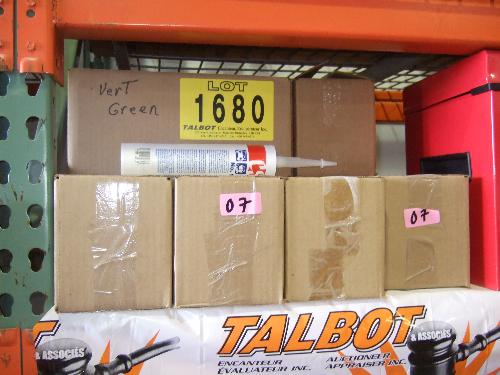 Vert
Green
LOT
1680
TALBOT
07
07
TALBOT
& ASSOCIÉS
ENCANTEUR
ÉVALUATEUR INC.
AUCTIONEER
APPRAISER INC.
& ASSOCIÉS